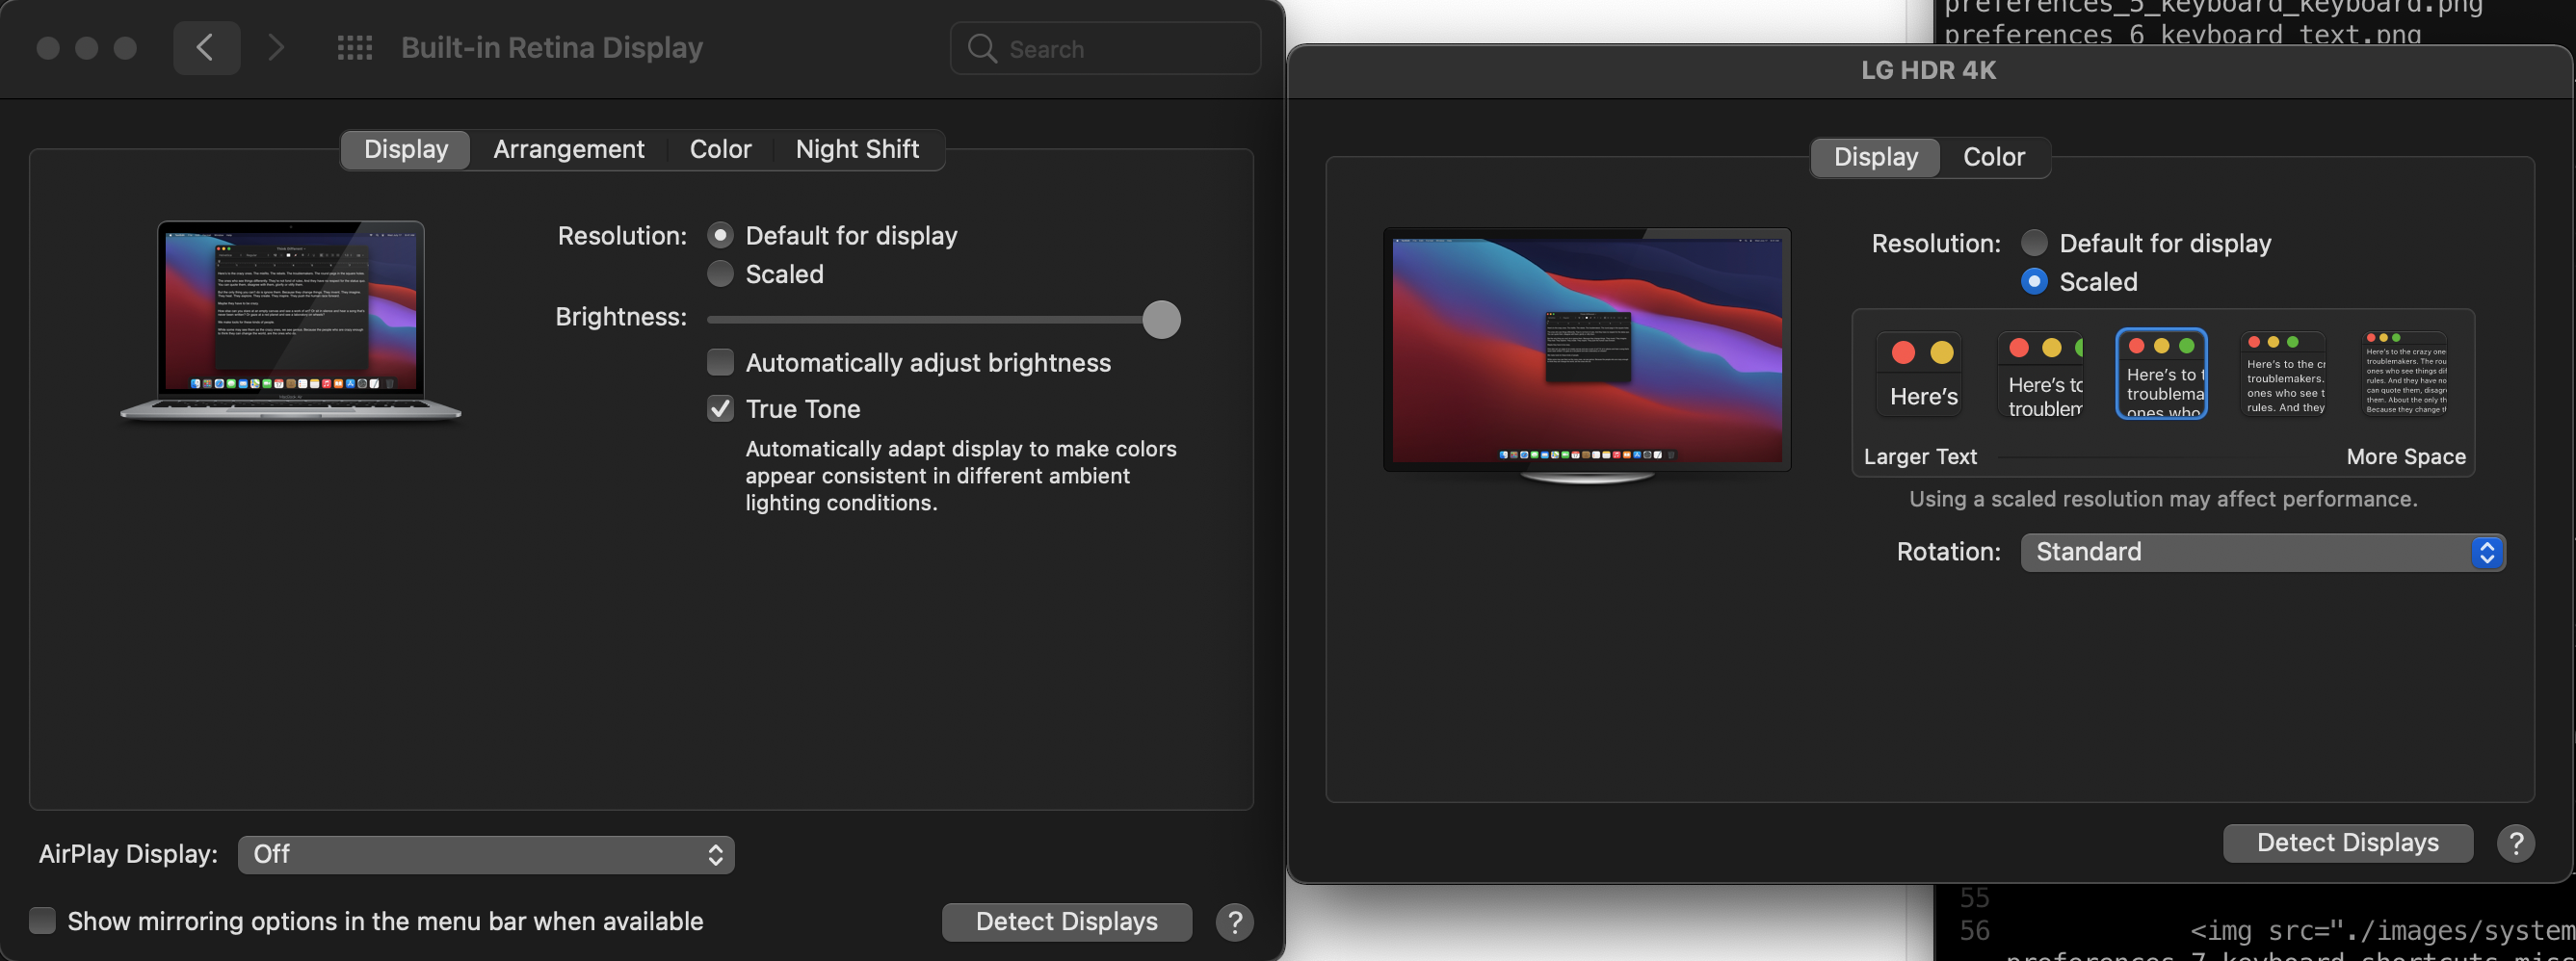 Built-in Retina Display
Search
Display
Arrangement
Color
Night Shift
Resolution:
Default for display
Scaled
Brightness:
Automatically adjust brightness
True Tone
Automatically adapt display to make colors
appear consistent in different ambient
lighting conditions.
AirPlay Display:
Off
Show mirroring options in the menu bar when available
Detect Displays
?
preferences_5_keyboard_keyboard.png
preferences_6_keyboard_text.png
LG HDR 4K
Display
Color
Resolution:
Default for display
Scaled
Here's
Here's to
troublem
Here's to t
troublema
ones who
Here's to the cr
troublemakers.
ones who see t
rules. And they
Here's to the crazy one
troublemakers. The rou
ones who see things dif
rules. And they have no
can quote them, disagr
them. About the only th
Because they change th
Larger Text
More Space
Using a scaled resolution may affect performance.
Rotation:
Standard
Detect Displays
?
55
56 <img src="./images/system
preferences_7_keyboard_shortcuts_misc